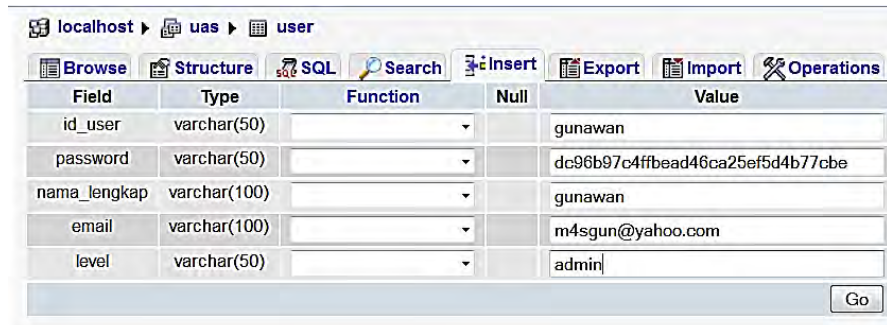 localhost ▸ uas ▸ user
Browse Structure SQL Search Insert Export Import Operations
Field Type Function Null Value
id_user varchar(50) gunawan
password varchar(50) dc96b97c4ffbead46ca25ef5d4b77cbe
nama_lengkap varchar(100) gunawan
email varchar(100) m4sgun@yahoo.com
level varchar(50) admin
Go